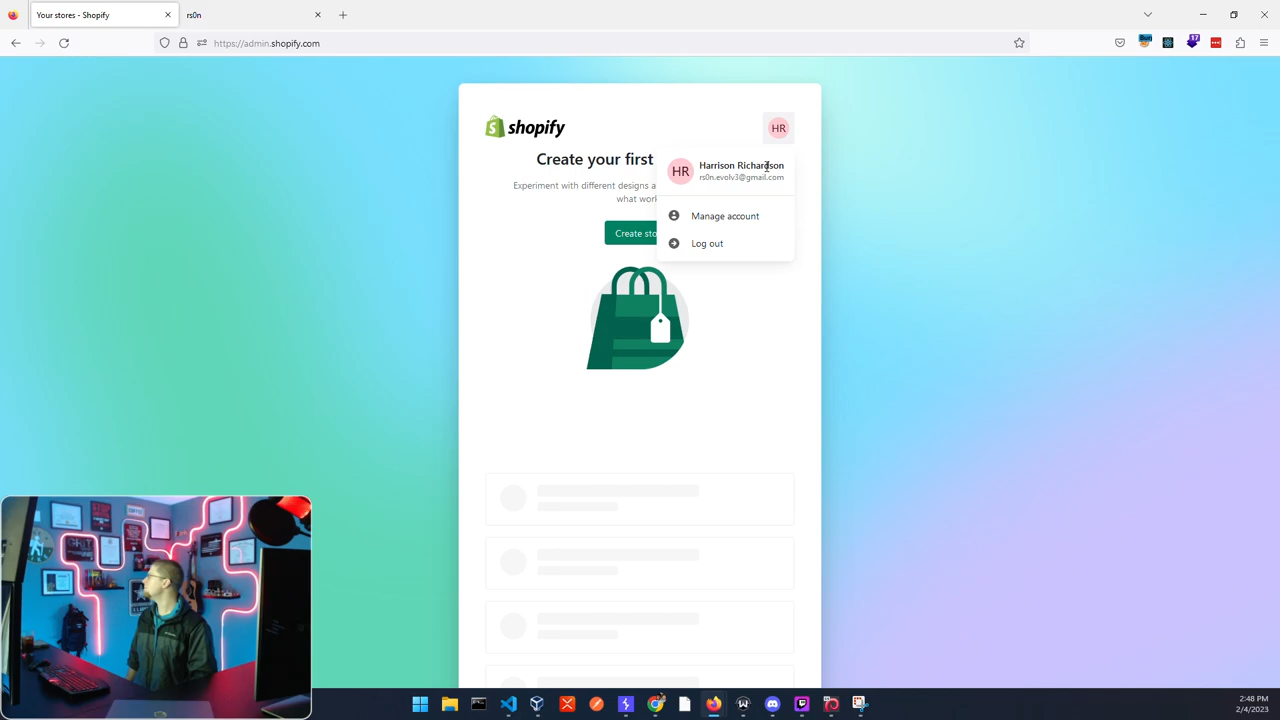 Your stores - Shopify
rs0n
https://admin.shopify.com
17
shopify
HR
Create your first
HR
Harrison Richardson
rs0n.evolv3@gmail.com
Experiment with different designs a
what work
Manage account
Create sto
Log out
2:48 PM
2/4/2023